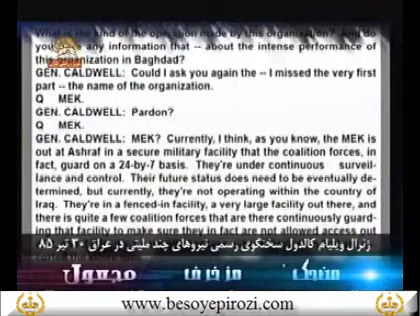 What is the kind of the operation made by this organization? And do
you have any information that -- about the intense performance of
this organization in Baghdad?
GEN. CALDWELL: Could I ask you again the -- I missed the very first
part -- the name of the organization.
Q MEK.
GEN. CALDWELL: Pardon?
Q MEK.
GEN. CALDWELL: MEK? Currently, I think, as you know, the MEK is
out at Ashraf in a secure military facility that the coalition forces, in
fact, guard on a 24-by-7 basis. They're under continuous surveil-
lance and control. Their future status does need to be eventually de-
termined, but currently, they're not operating within the country of
Iraq. They're in a fenced-in facility, a very large facility out there, and
there is quite a few coalition forces that are there continuously guard-
ing that facility to make sure they in fact are not allowed access out
ژنرال ویلیام کالدول سخنگوی رسمی نیروهای چند ملیتی در عراق ۳۰ تیر ۸۵
مضحک مزخرف مجعول
www.besoyepirozi.com